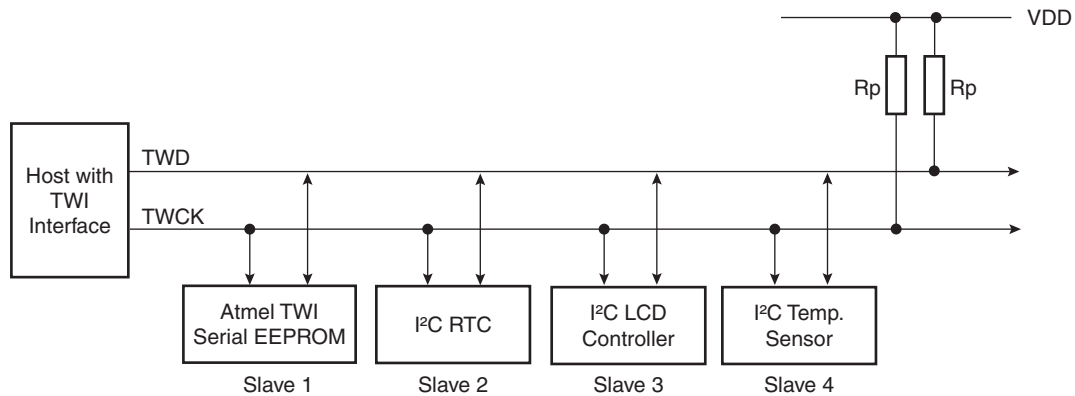 VDD
Rp Rp
Host with
TWI
Interface
TWD
TWCK
Atmel TWI
Serial EEPROM
I²C RTC
I²C LCD
Controller
I²C Temp.
Sensor
Slave 1
Slave 2
Slave 3
Slave 4